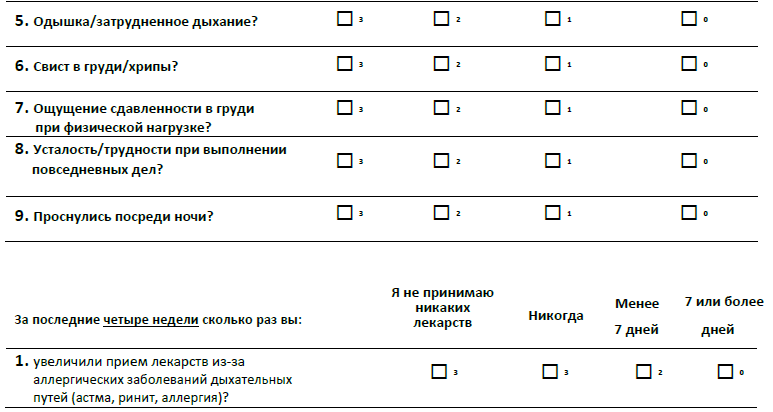 5. Одышка/затрудненное дыхание? ☐ 3 ☐ 2 ☐ 1 ☐ 0
6. Свист в груди/хрипы? ☐ 3 ☐ 2 ☐ 1 ☐ 0
7. Ощущение сдавленности в груди ☐ 3 ☐ 2 ☐ 1 ☐ 0
при физической нагрузке?
8. Усталость/трудности при выполнении ☐ 3 ☐ 2 ☐ 1 ☐ 0
повседневных дел?
9. Проснулись посреди ночи? ☐ 3 ☐ 2 ☐ 1 ☐ 0
За последние четыре недели сколько раз вы:
Я не принимаю
никаких
лекарств
Никогда
Менее
7 дней
7 или более
дней
1. увеличили прием лекарств из-за ☐ 3 ☐ 3 ☐ 2 ☐ 0
аллергических заболеваний дыхательных
путей (астма, ринит, аллергия)?